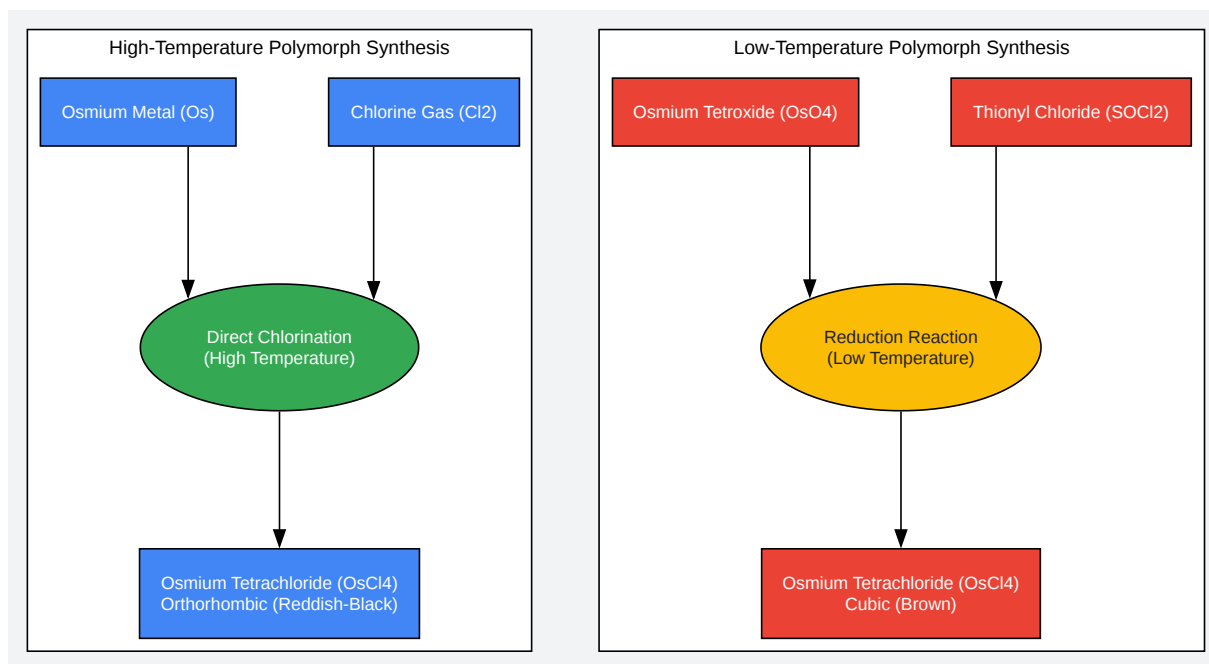 High-Temperature Polymorph Synthesis
Osmium Metal (Os)
Chlorine Gas (Cl2)
Direct Chlorination
(High Temperature)
Osmium Tetrachloride (OsCl4)
Orthorhombic (Reddish-Black)
Low-Temperature Polymorph Synthesis
Osmium Tetroxide (OsO4)
Thionyl Chloride (SOCl2)
Reduction Reaction
(Low Temperature)
Osmium Tetrachloride (OsCl4)
Cubic (Brown)